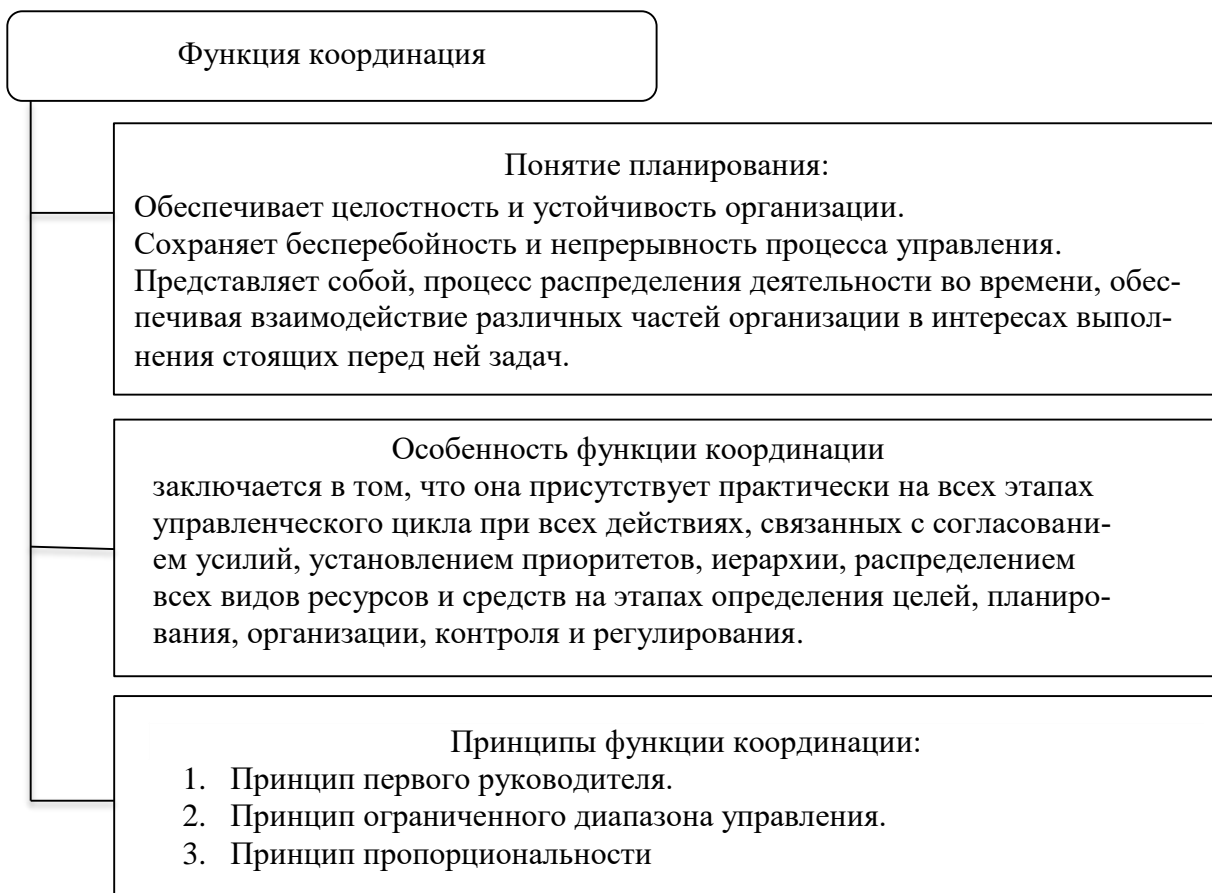 Функция координация
Понятие планирования:
Обеспечивает целостность и устойчивость организации.
Сохраняет бесперебойность и непрерывность процесса управления.
Представляет собой, процесс распределения деятельности во времени, обес-
печивая взаимодействие различных частей организации в интересах выпол-
нения стоящих перед ней задач.
Особенность функции координации
заключается в том, что она присутствует практически на всех этапах
управленческого цикла при всех действиях, связанных с согласовани-
ем усилий, установлением приоритетов, иерархии, распределением
всех видов ресурсов и средств на этапах определения целей, планиро-
вания, организации, контроля и регулирования.
Принципы функции координации:
1. Принцип первого руководителя.
2. Принцип ограниченного диапазона управления.
3. Принцип пропорциональности